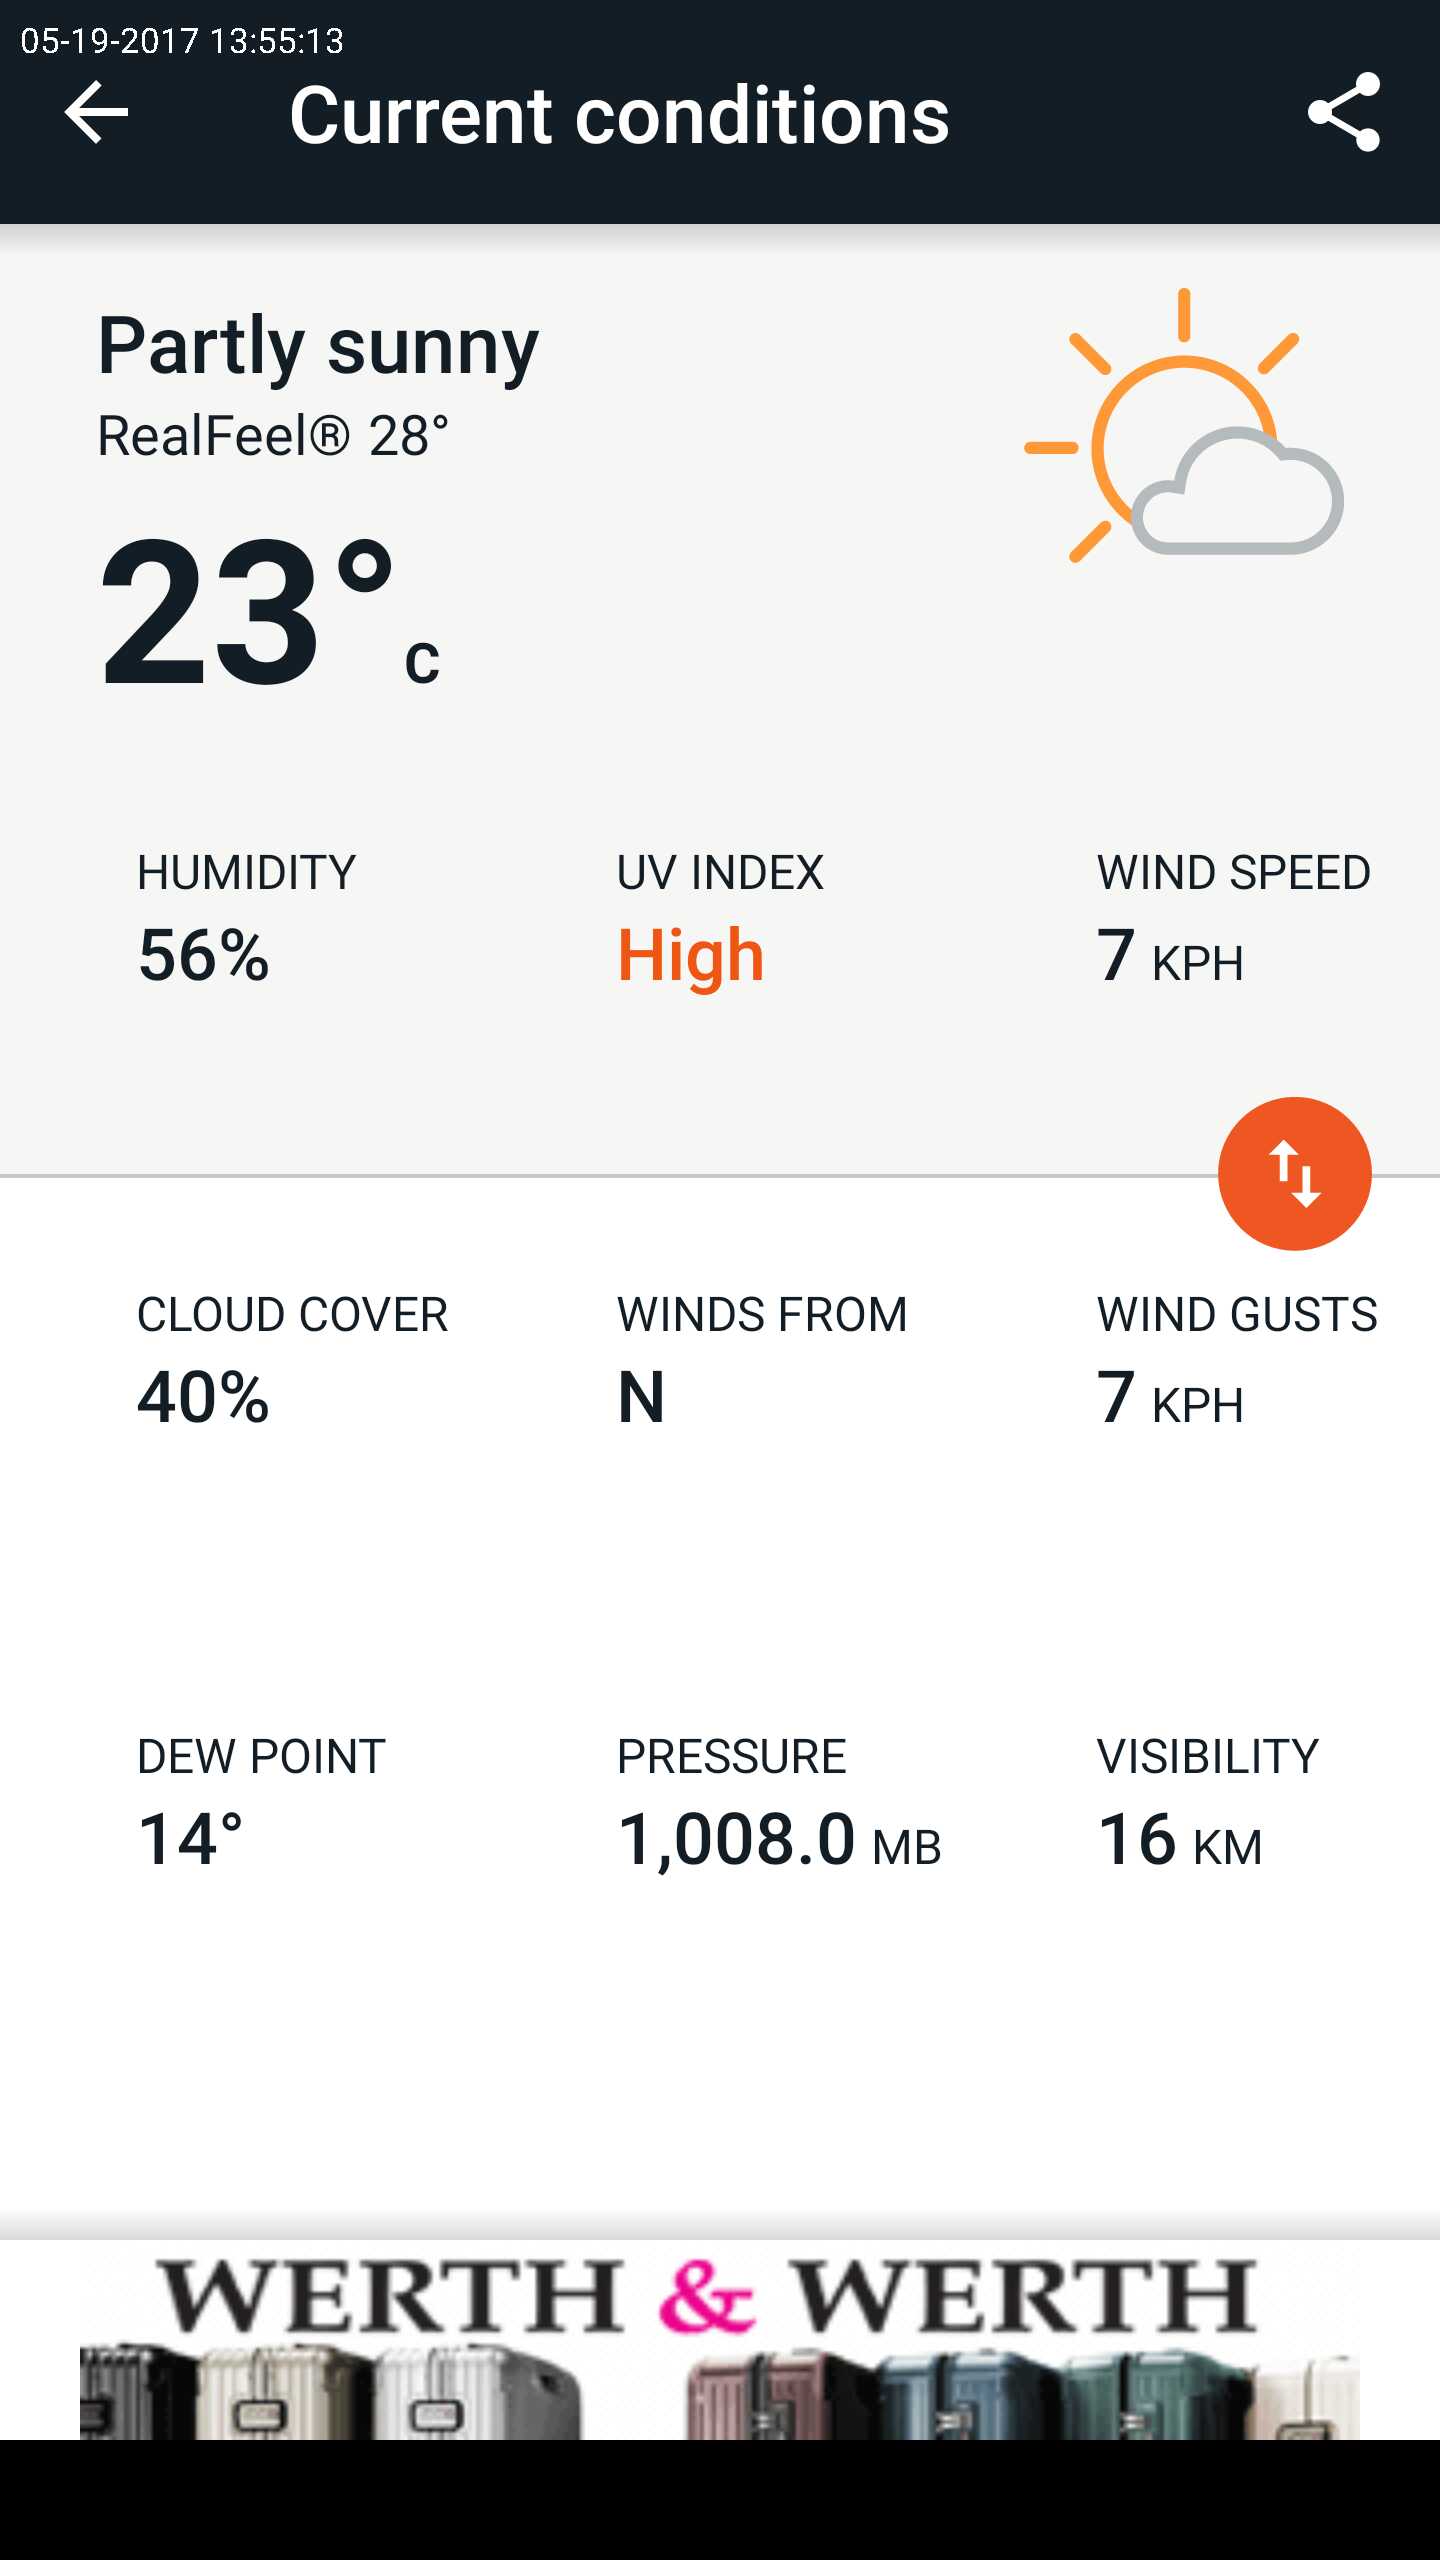 05-19-2017 13:55:13
Current conditions
Partly sunny
RealFeel® 28°
23° C
HUMIDITY UV INDEX WIND SPEED
56% High 7 KPH
CLOUD COVER WINDS FROM WIND GUSTS
40% N 7 KPH
DEW POINT PRESSURE VISIBILITY
14° 1,008.0 MB 16 KM
WERTH & WERTH